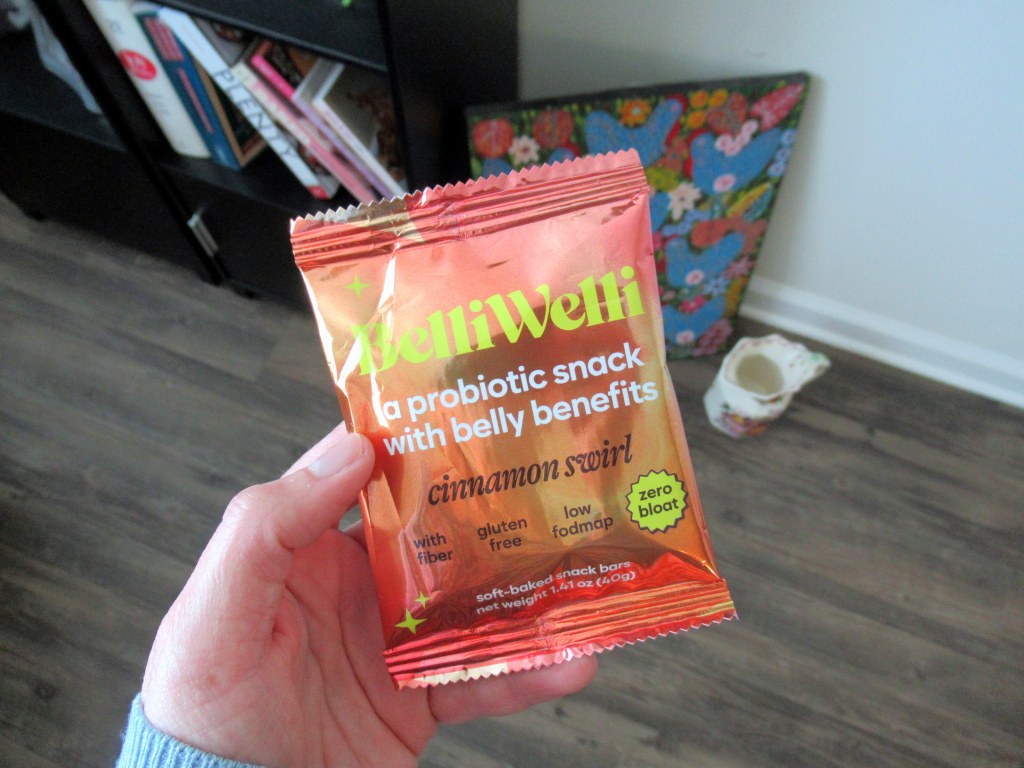 PLENTY
BelliWelli
a probiotic snack
with belly benefits
cinnamon swirl
with
fiber
gluten
free
low
fodmap
zero
bloat
soft-baked snack bars
net weight 1.41 oz (40g)